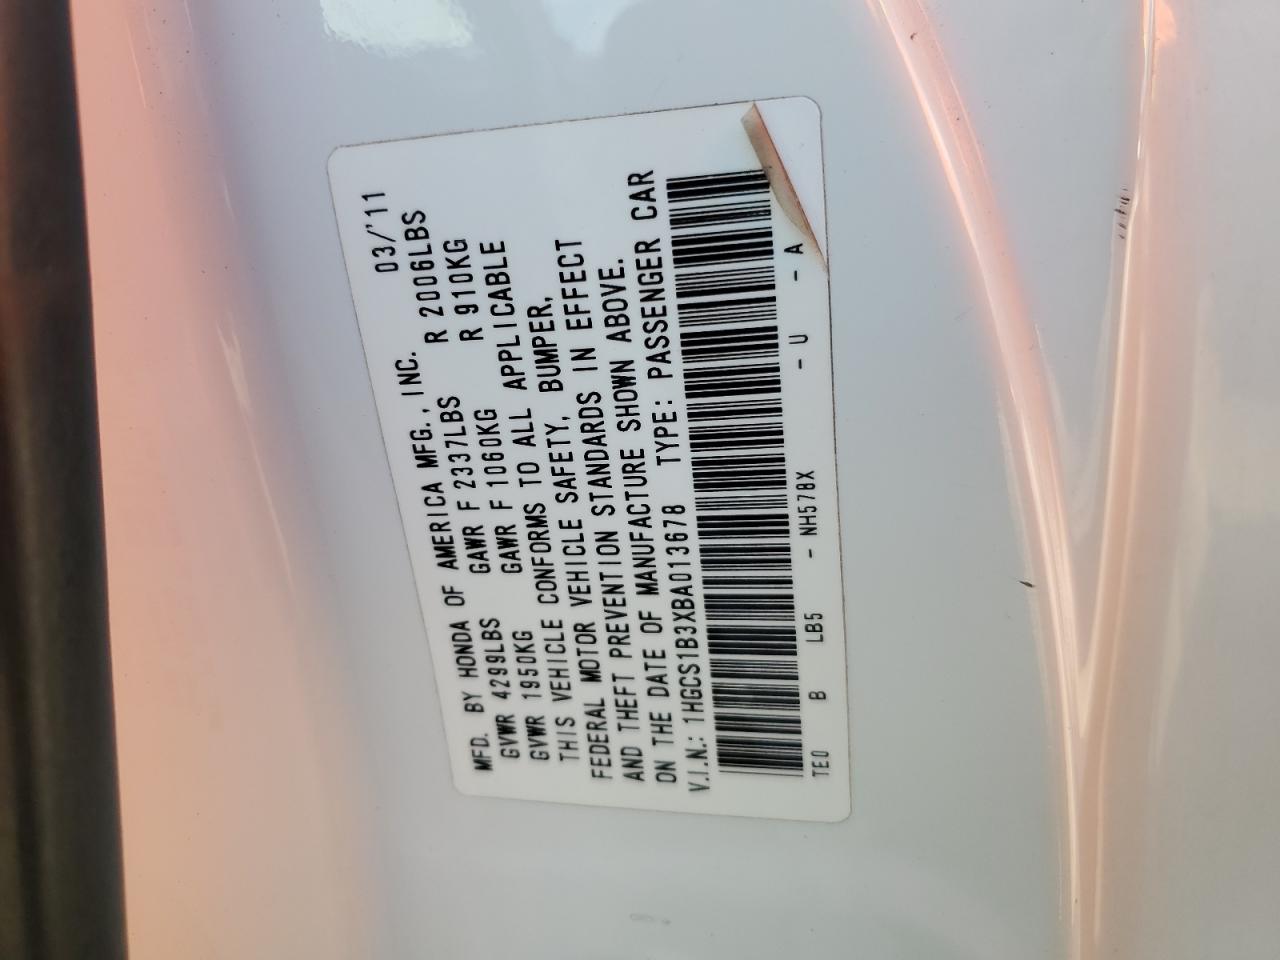 MFD. BY HONDA OF AMERICA MFG., INC. 03/'11
GVWR 4299LBS GAWR F 2337LBS R 2006LBS
GVWR 1950KG GAWR F 1060KG R 910KG
THIS VEHICLE CONFORMS TO ALL APPLICABLE
FEDERAL MOTOR VEHICLE SAFETY, BUMPER,
AND THEFT PREVENTION STANDARDS IN EFFECT
ON THE DATE OF MANUFACTURE SHOWN ABOVE.
V.I.N.: 1HGCS1B3XBA013678 TYPE: PASSENGER CAR
TE0 B LB5 - NH578X - U - A